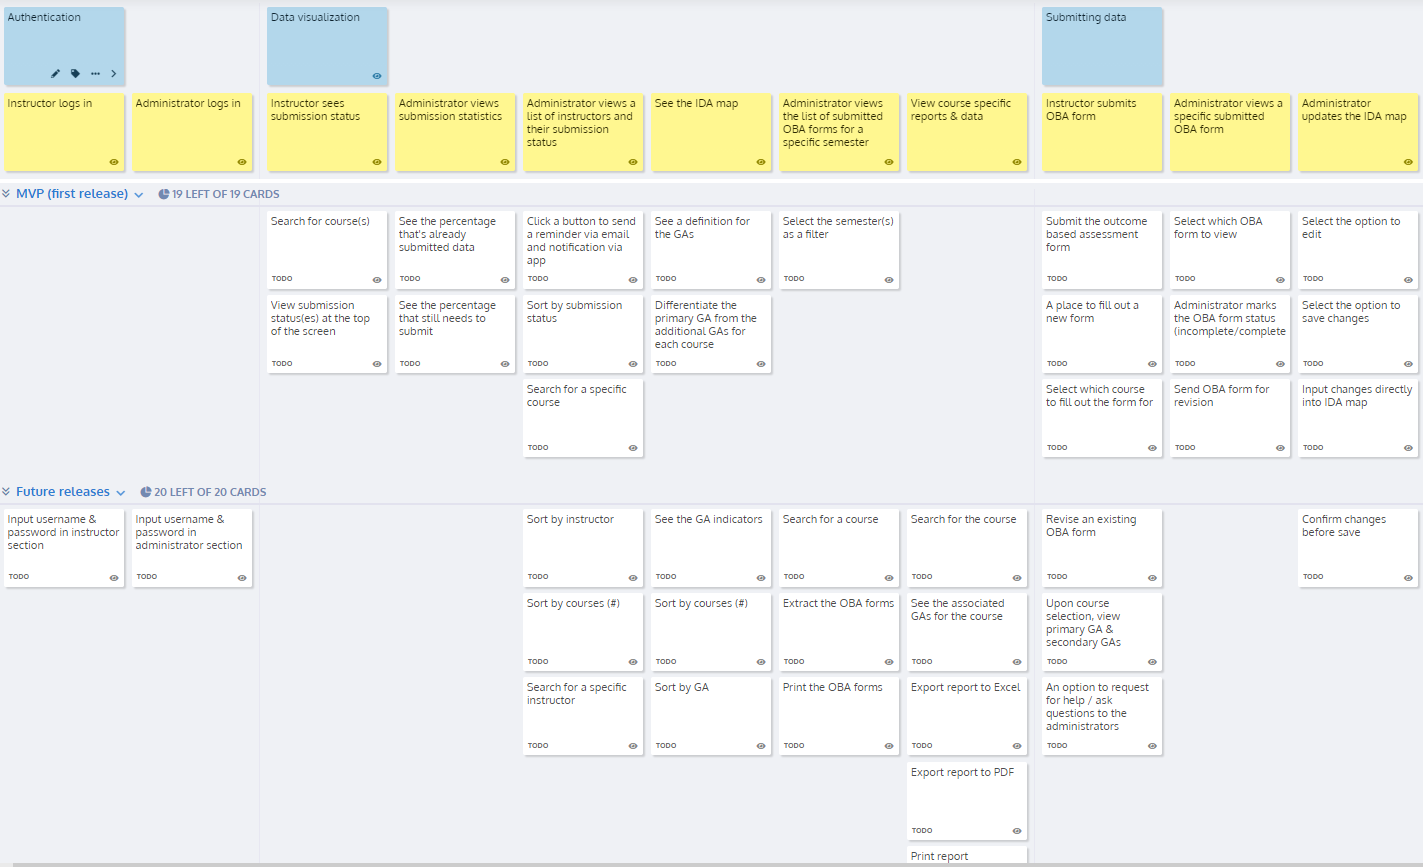 Authentication
Data visualization
Submitting data
Instructor logs in
Administrator logs in
Instructor sees
submission status
Administrator views
submission statistics
Administrator views a
list of instructors and
their submission
status
See the IDA map
Administrator views
the list of submitted
OBA forms for a
specific semester
View course specific
reports & data
Instructor submits
OBA form
Administrator views a
specific submitted
OBA form
Administrator
updates the IDA map
MVP (first release)
19 LEFT OF 19 CARDS
Search for course(s)
TODO
See the percentage
that's already
submitted data
TODO
Click a button to send
a reminder via email
and notification via
app
TODO
See a definition for
the GAs
TODO
Select the semester(s)
as a filter
TODO
Submit the outcome
based assessment
form
TODO
Select which OBA
form to view
TODO
Select the option to
edit
TODO
View submission
status(es) at the top
of the screen
TODO
See the percentage
that still needs to
submit
TODO
Sort by submission
status
TODO
Differentiate the
primary GA from the
additional GAs for
each course
TODO
A place to fill out a
new form
TODO
Administrator marks
the OBA form status
(incomplete/complete
TODO
Select the option to
save changes
TODO
Search for a specific
course
TODO
Select which course
to fill out the form for
TODO
Send OBA form for
revision
TODO
Input changes directly
into IDA map
TODO
Future releases
20 LEFT OF 20 CARDS
Input username &
password in instructor
section
TODO
Input username &
password in
administrator section
TODO
Sort by instructor
TODO
See the GA indicators
TODO
Search for a course
TODO
Search for the course
TODO
Revise an existing
OBA form
TODO
Confirm changes
before save
TODO
Sort by courses (#)
TODO
Sort by courses (#)
TODO
Extract the OBA forms
TODO
See the associated
GAs for the course
TODO
Upon course
selection, view
primary GA &
secondary GAs
TODO
Search for a specific
instructor
TODO
Sort by GA
TODO
Print the OBA forms
TODO
Export report to Excel
TODO
An option to request
for help / ask
questions to the
administrators
TODO
Export report to PDF
TODO
Print report